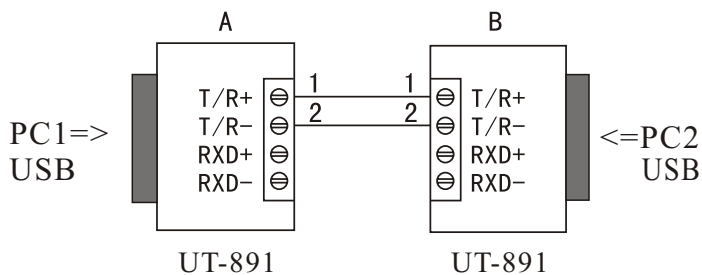 A
B
1 1
T/R+ T/R+
2 2
T/R- T/R-
PC1=> <=PC2
RXD+ RXD+
USB USB
RXD- RXD-
UT-891 UT-891